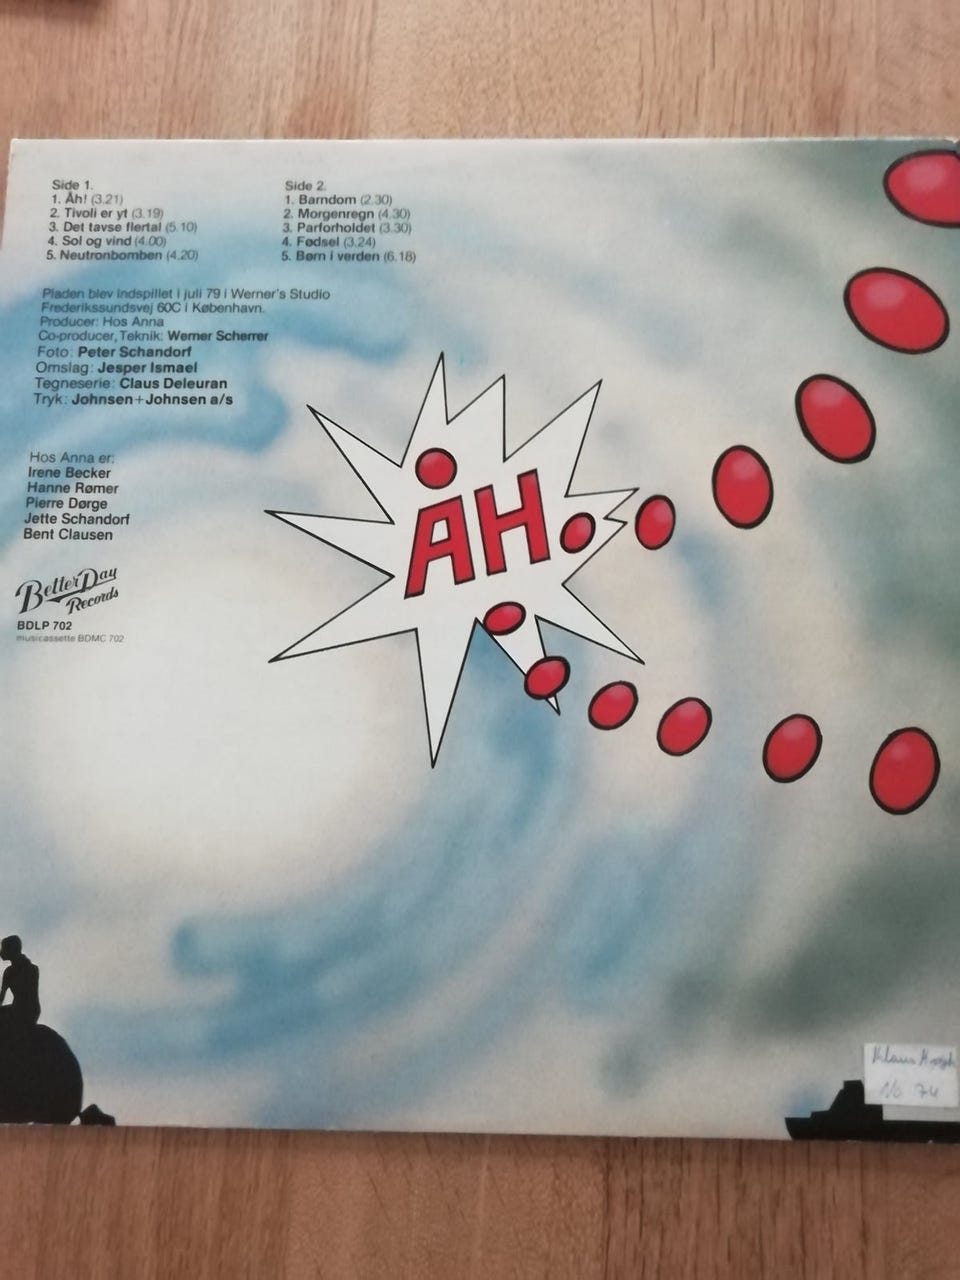 Side 1.
1. Åh! (3.21)
2. Tivoli er yt (3.19)
3. Det tavse flertal (5.10)
4. Sol og vind (4.00)
5. Neutronbomben (4.20)
Side 2.
1. Barndom (2.30)
2. Morgenregn (4.30)
3. Parforholdet (3.30)
4. Fødsel (3.24)
5. Børn i verden (6.18)
Pladen blev indspillet i juli 79 i Werner's Studio
Frederikssundsvej 60C i København.
Producer: Hos Anna
Co-producer, Teknik: Werner Scherrer
Foto: Peter Schandorf
Omslag: Jesper Ismael
Tegneserie: Claus Deleuran
Tryk: Johnsen+Johnsen a/s
Hos Anna er:
Irene Becker
Hanne Rømer
Pierre Dørge
Jette Schandorf
Bent Clausen
BetterDay
Records
BDLP 702
musicassette BDMC 702
ÅH
Klaus
No 74